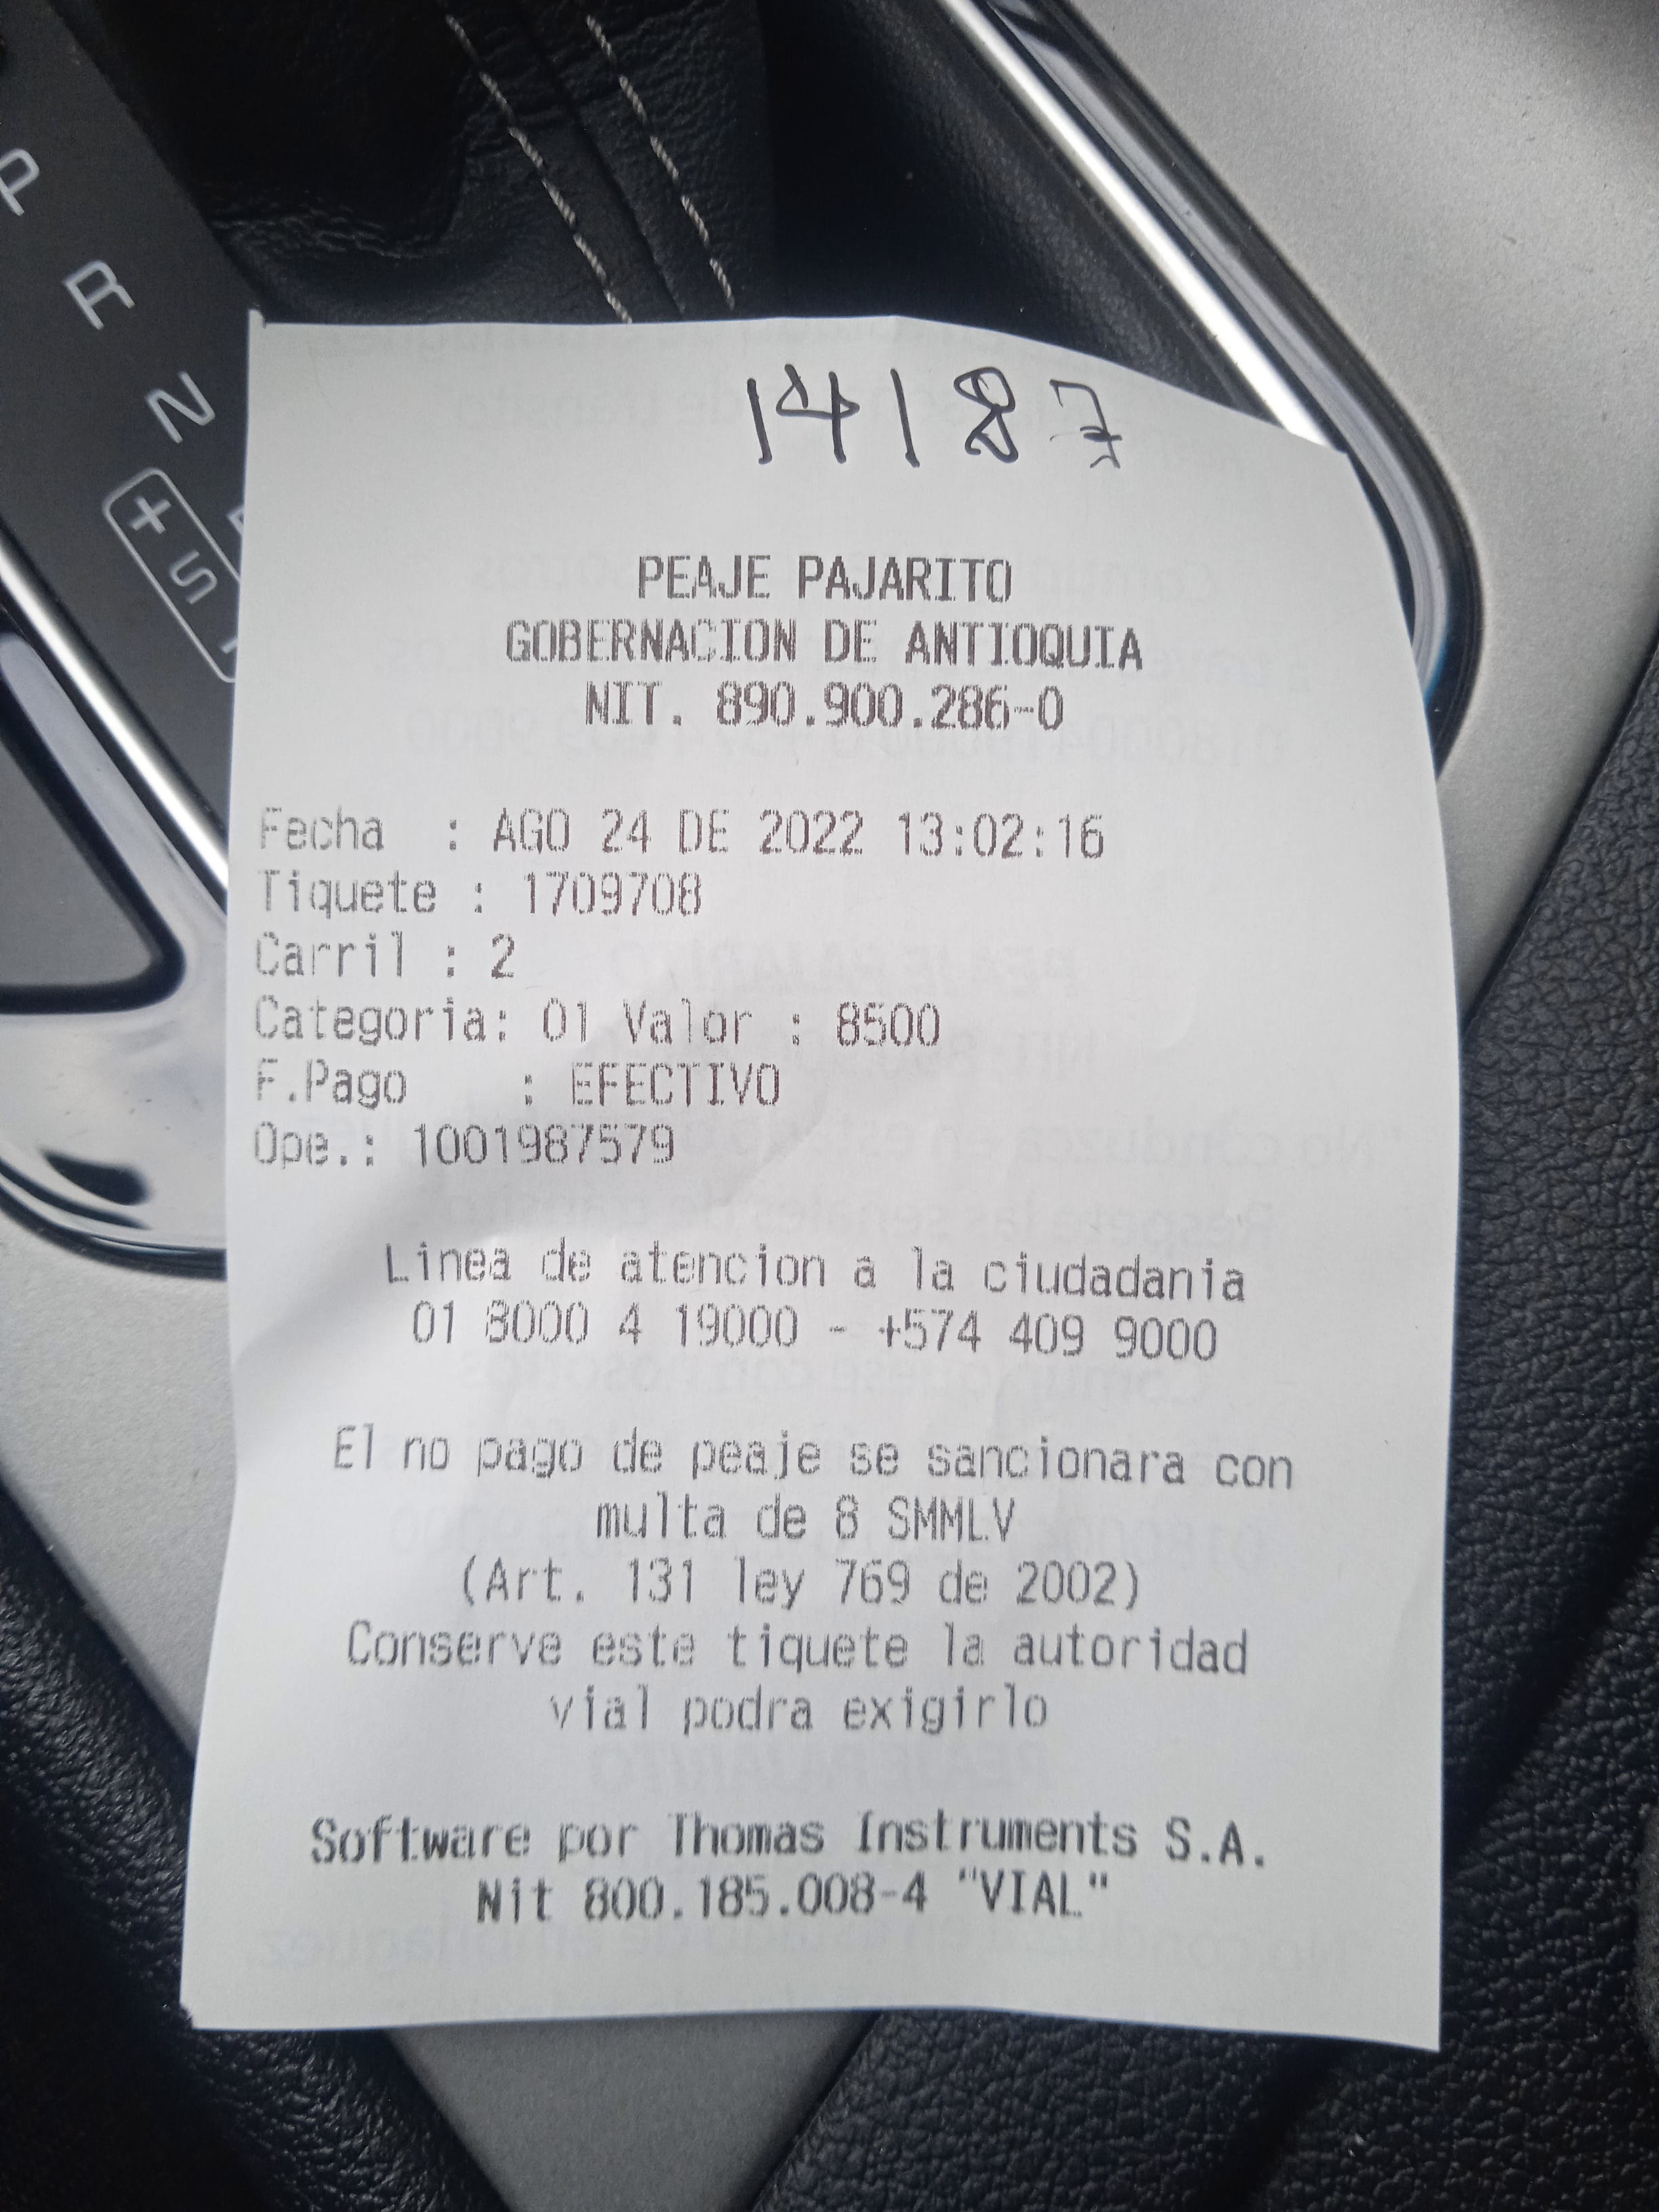 P
R
N
+
S
14187
PEAJE PAJARITO
GOBERNACION DE ANTIOQUIA
NIT. 890.900.286-0
Fecha : AGO 24 DE 2022 13:02:16
Tiquete : 1709708
Carril : 2
Categoria: 01 Valor : 8500
F.Pago : EFECTIVO
Ope.: 1001987579
Linea de atencion a la ciudadania
01 8000 4 19000 - +574 409 9000
El no pago de peaje se sancionara con
multa de 8 SMMLV
(Art. 131 ley 769 de 2002)
Conserve este tiquete la autoridad
vial podra exigirlo
Software por Thomas Instruments S.A.
Nit 800.185.008-4 "VIAL"